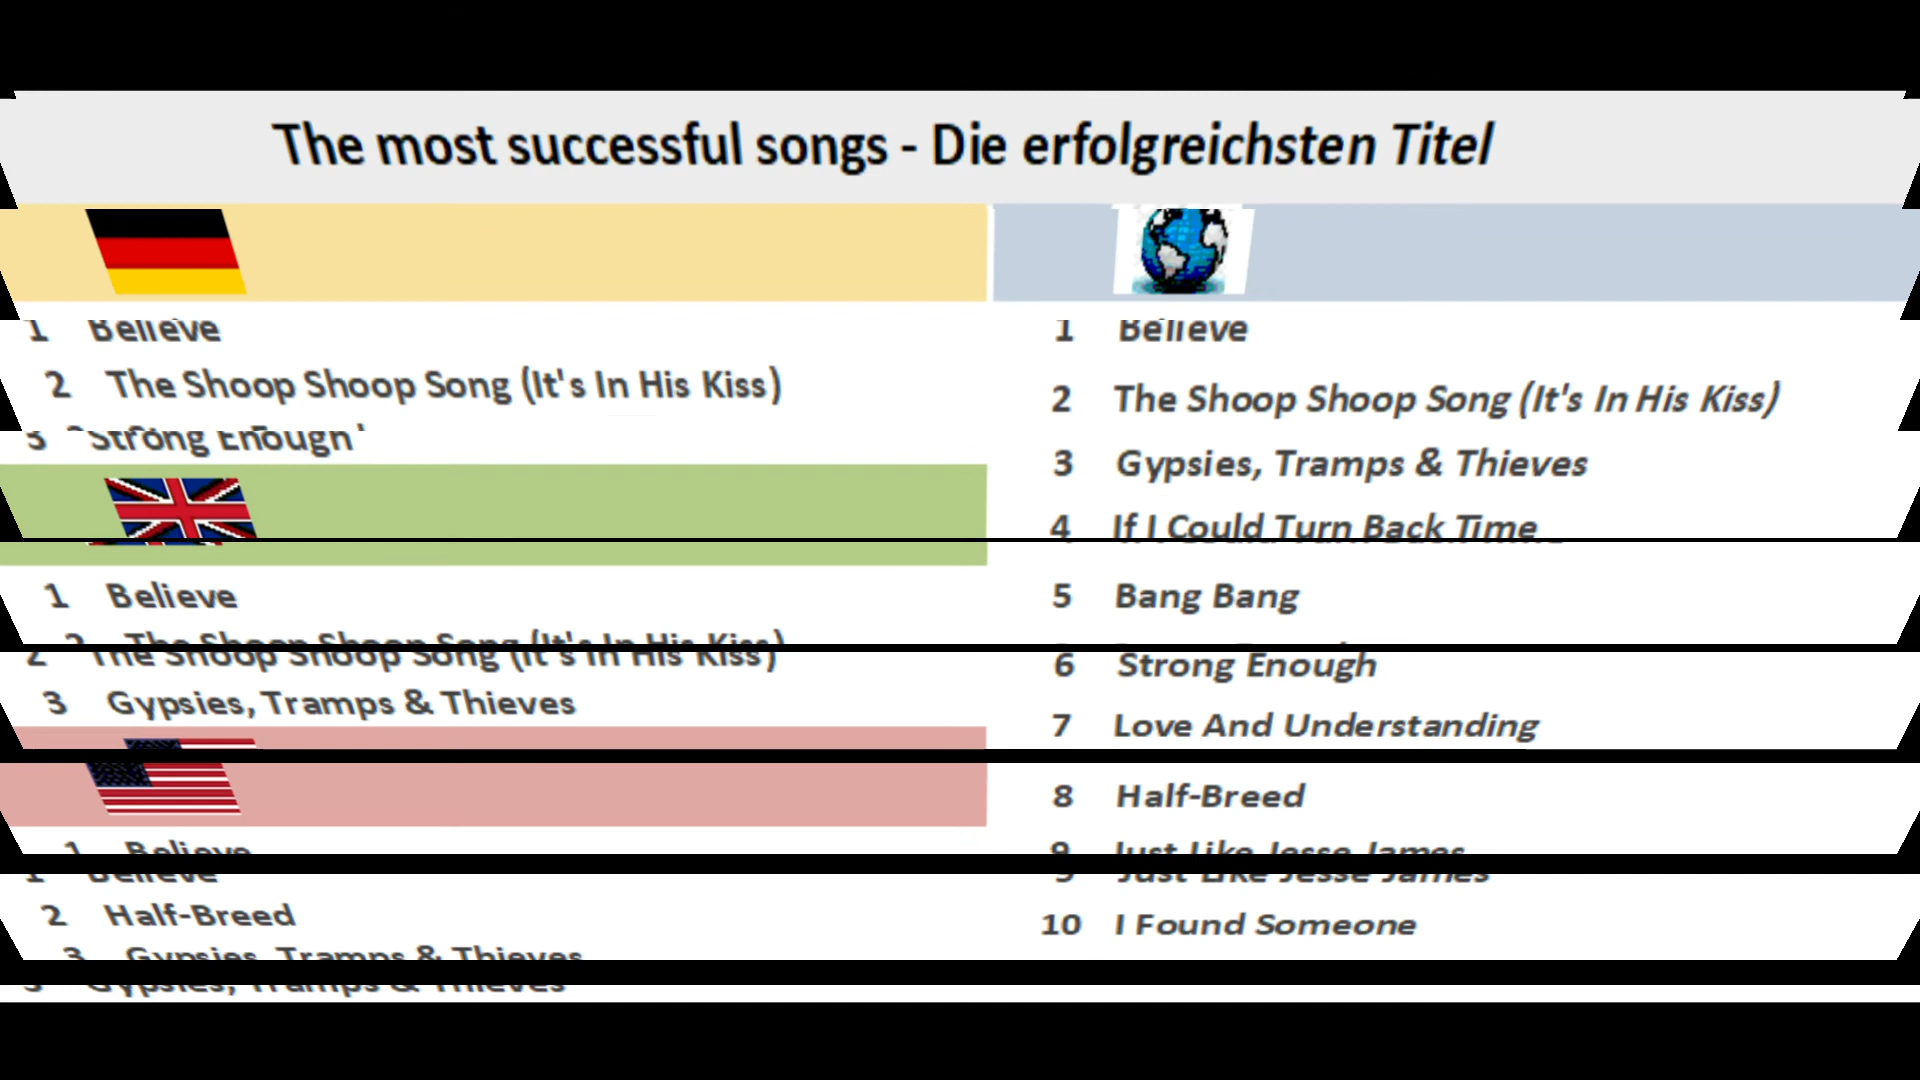 The most successful songs - Die erfolgreichsten Titel
1 Believe
2 The Shoop Shoop Song (It's In His Kiss)
3 Strong Enough
1 Believe
2 The Shoop Shoop Song (It's In His Kiss)
3 Gypsies, Tramps & Thieves
1 Believe
2 Half-Breed
3 Gypsies, Tramps & Thieves
1 Believe
2 The Shoop Shoop Song (It's In His Kiss)
3 Gypsies, Tramps & Thieves
4 If I Could Turn Back Time
5 Bang Bang
6 Strong Enough
7 Love And Understanding
8 Half-Breed
9 Just Like Jesse James
10 I Found Someone